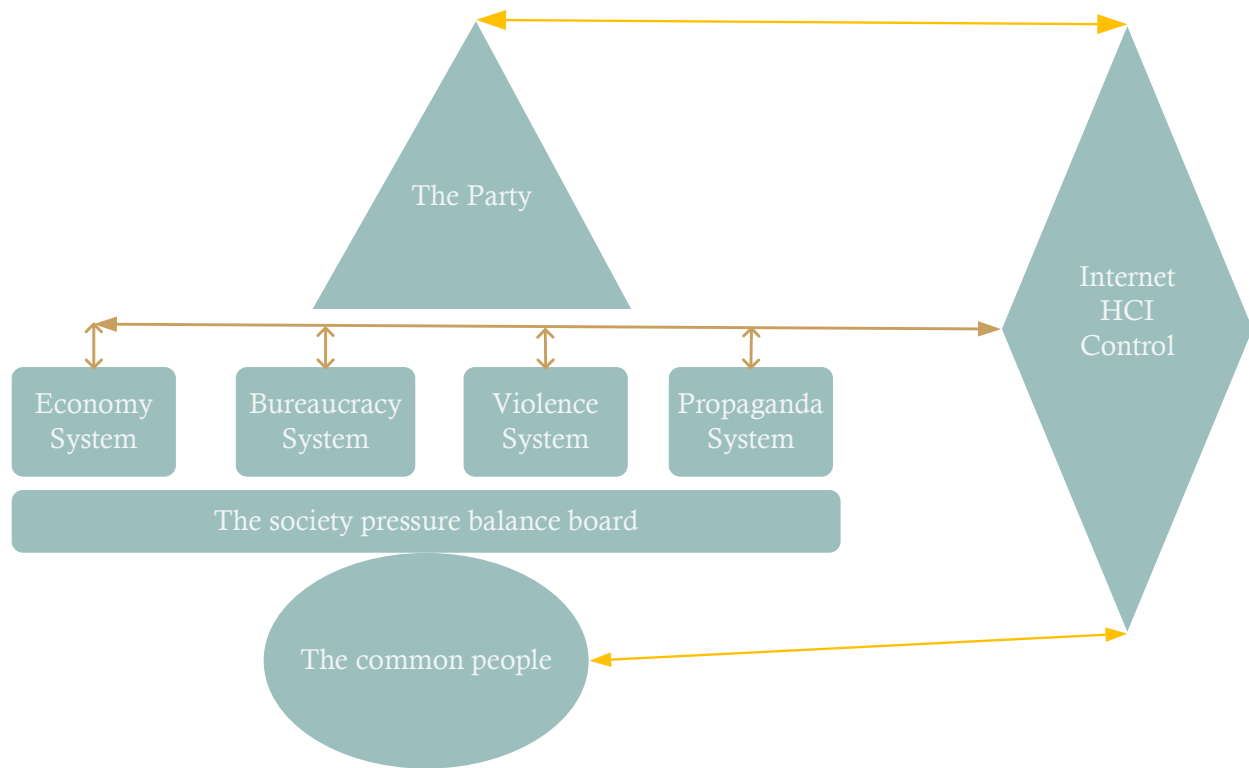 The Party
Internet
HCI
Control
Economy
System
Bureaucracy
System
Violence
System
Propaganda
System
The society pressure balance board
The common people